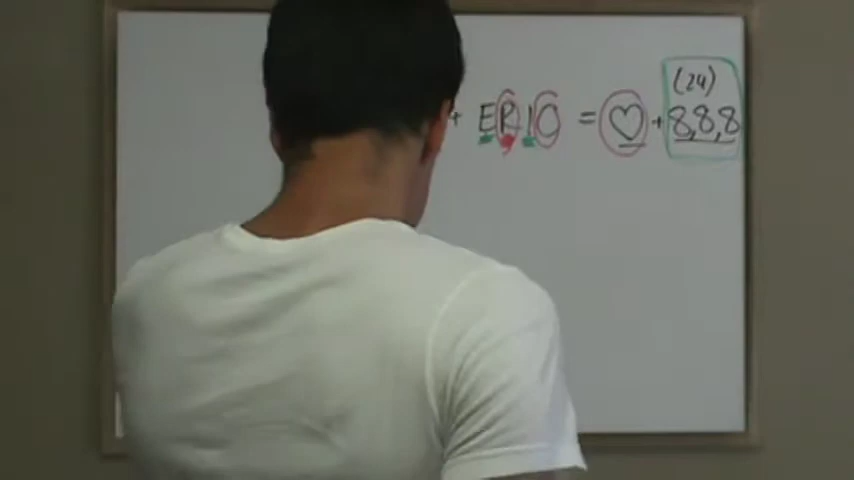 (24)
+ ERIC = ♡ + 8,8,8